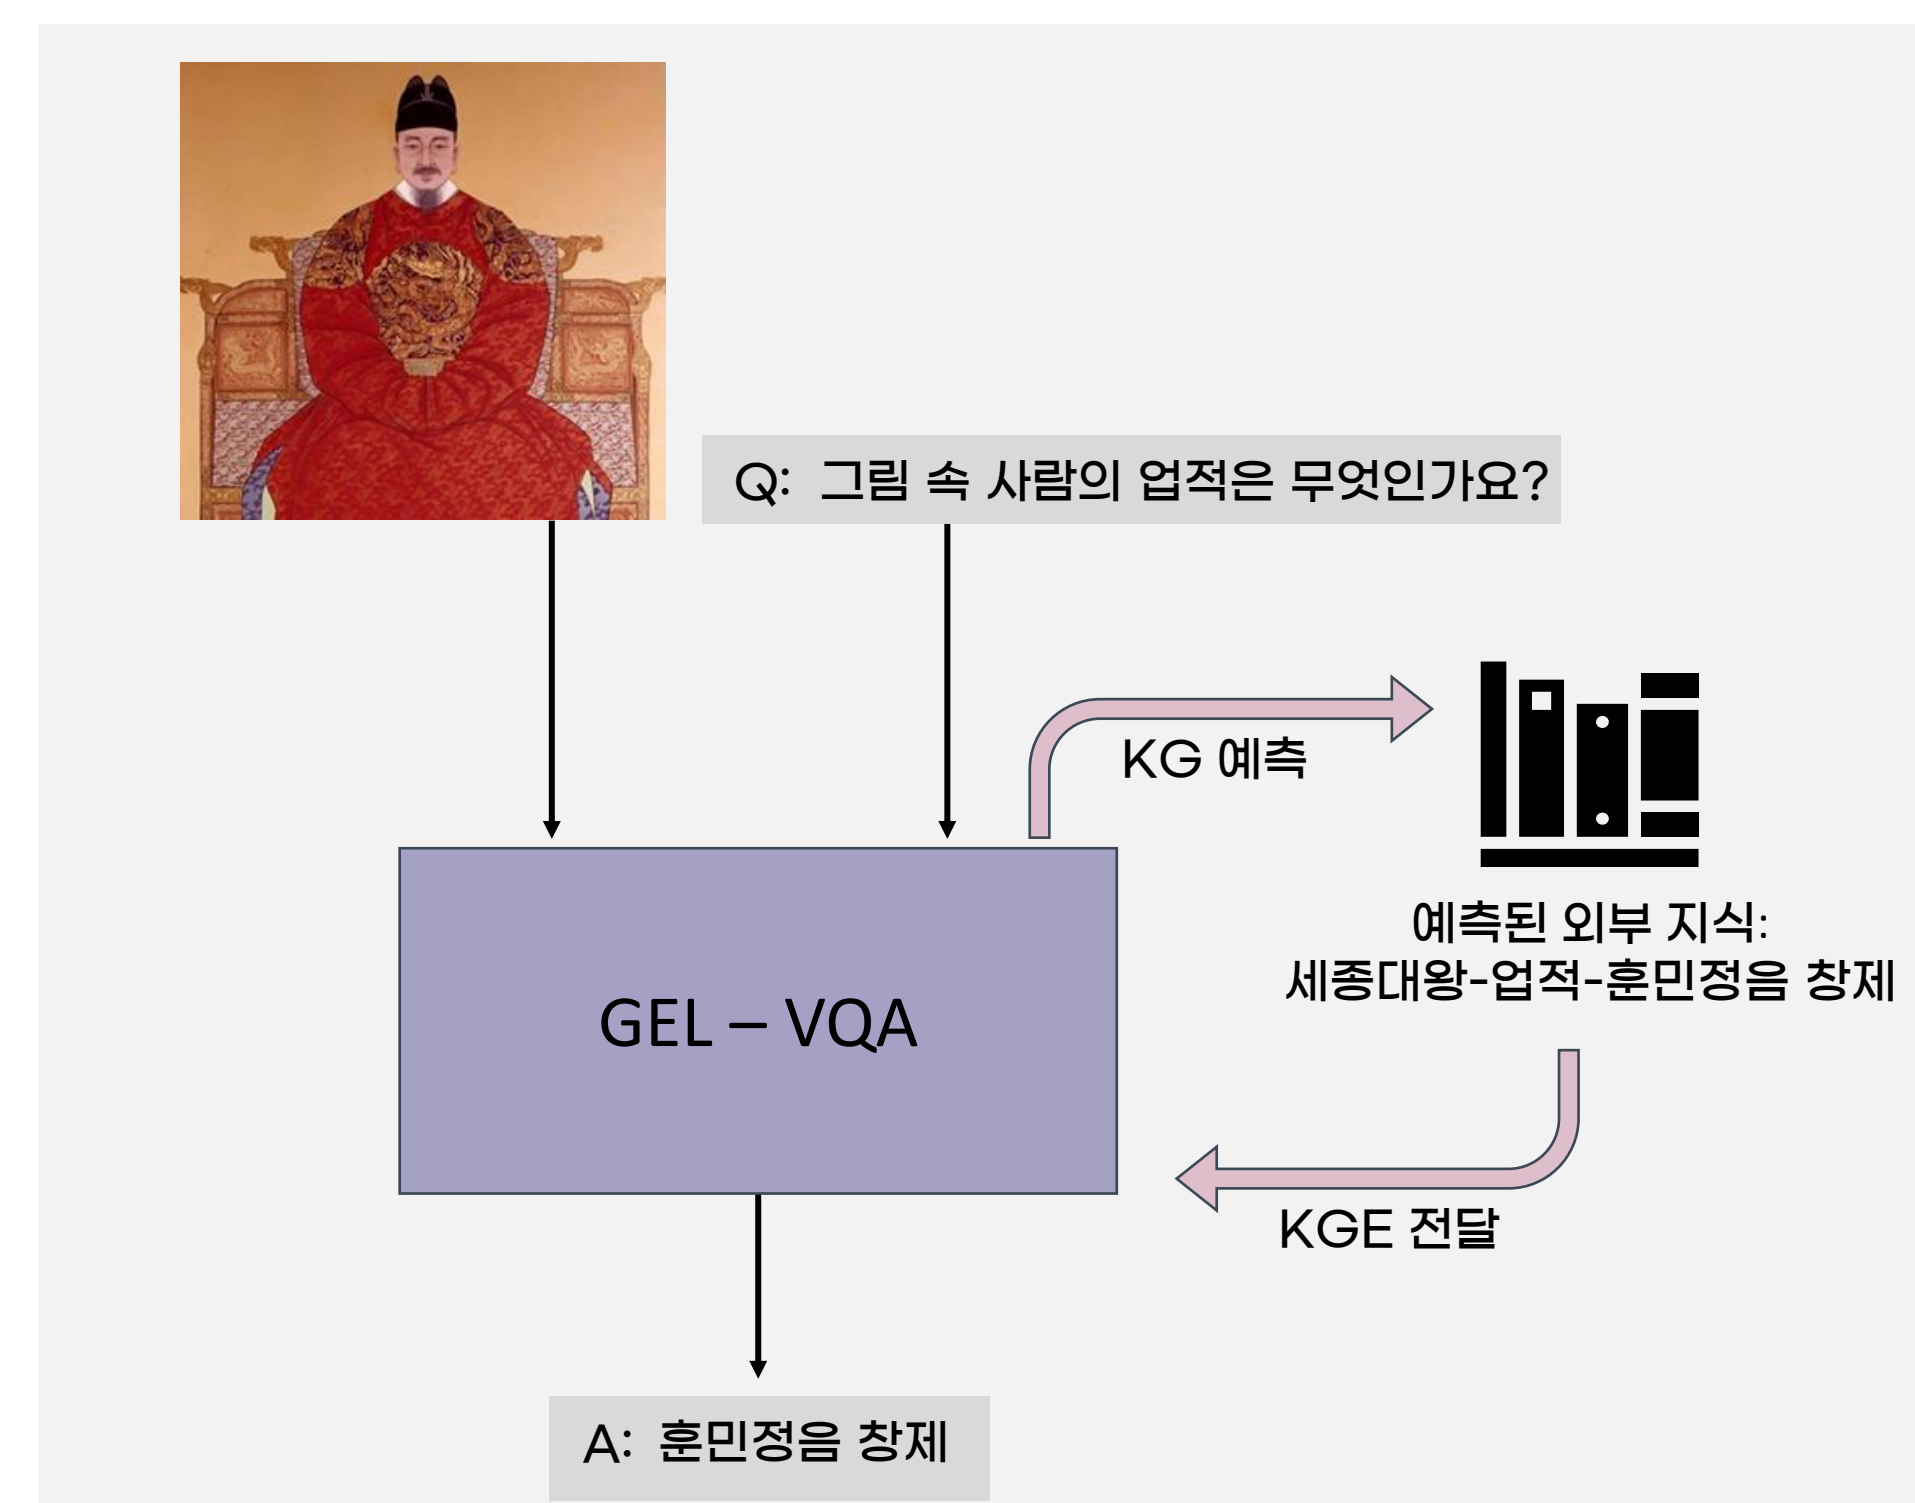 Q: 그림 속 사람의 업적은 무엇인가요?
KG 예측
예측된 외부 지식:
세종대왕-업적-훈민정음 창제
GEL – VQA
KGE 전달
A: 훈민정음 창제